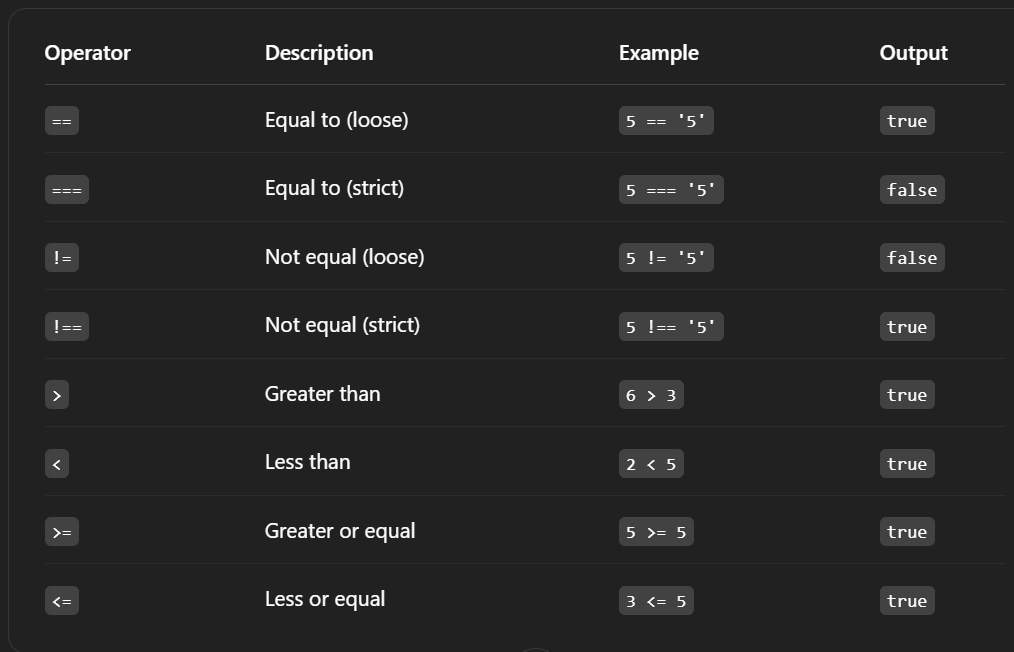 Operator Description Example Output
== Equal to (loose) 5 == '5' true
=== Equal to (strict) 5 === '5' false
!= Not equal (loose) 5 != '5' false
!== Not equal (strict) 5 !== '5' true
> Greater than 6 > 3 true
< Less than 2 < 5 true
>= Greater or equal 5 >= 5 true
<= Less or equal 3 <= 5 true